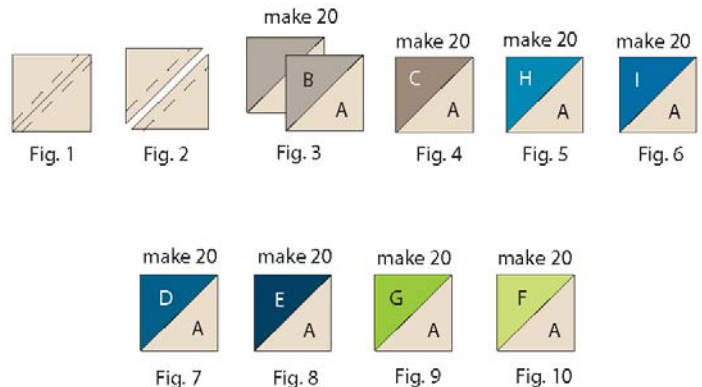 make 20
make 20
make 20
make 20
B
A
C
A
H
A
I
A
Fig. 1
Fig. 2
Fig. 3
Fig. 4
Fig. 5
Fig. 6
make 20
make 20
make 20
make 20
D
A
E
A
G
A
F
A
Fig. 7
Fig. 8
Fig. 9
Fig. 10